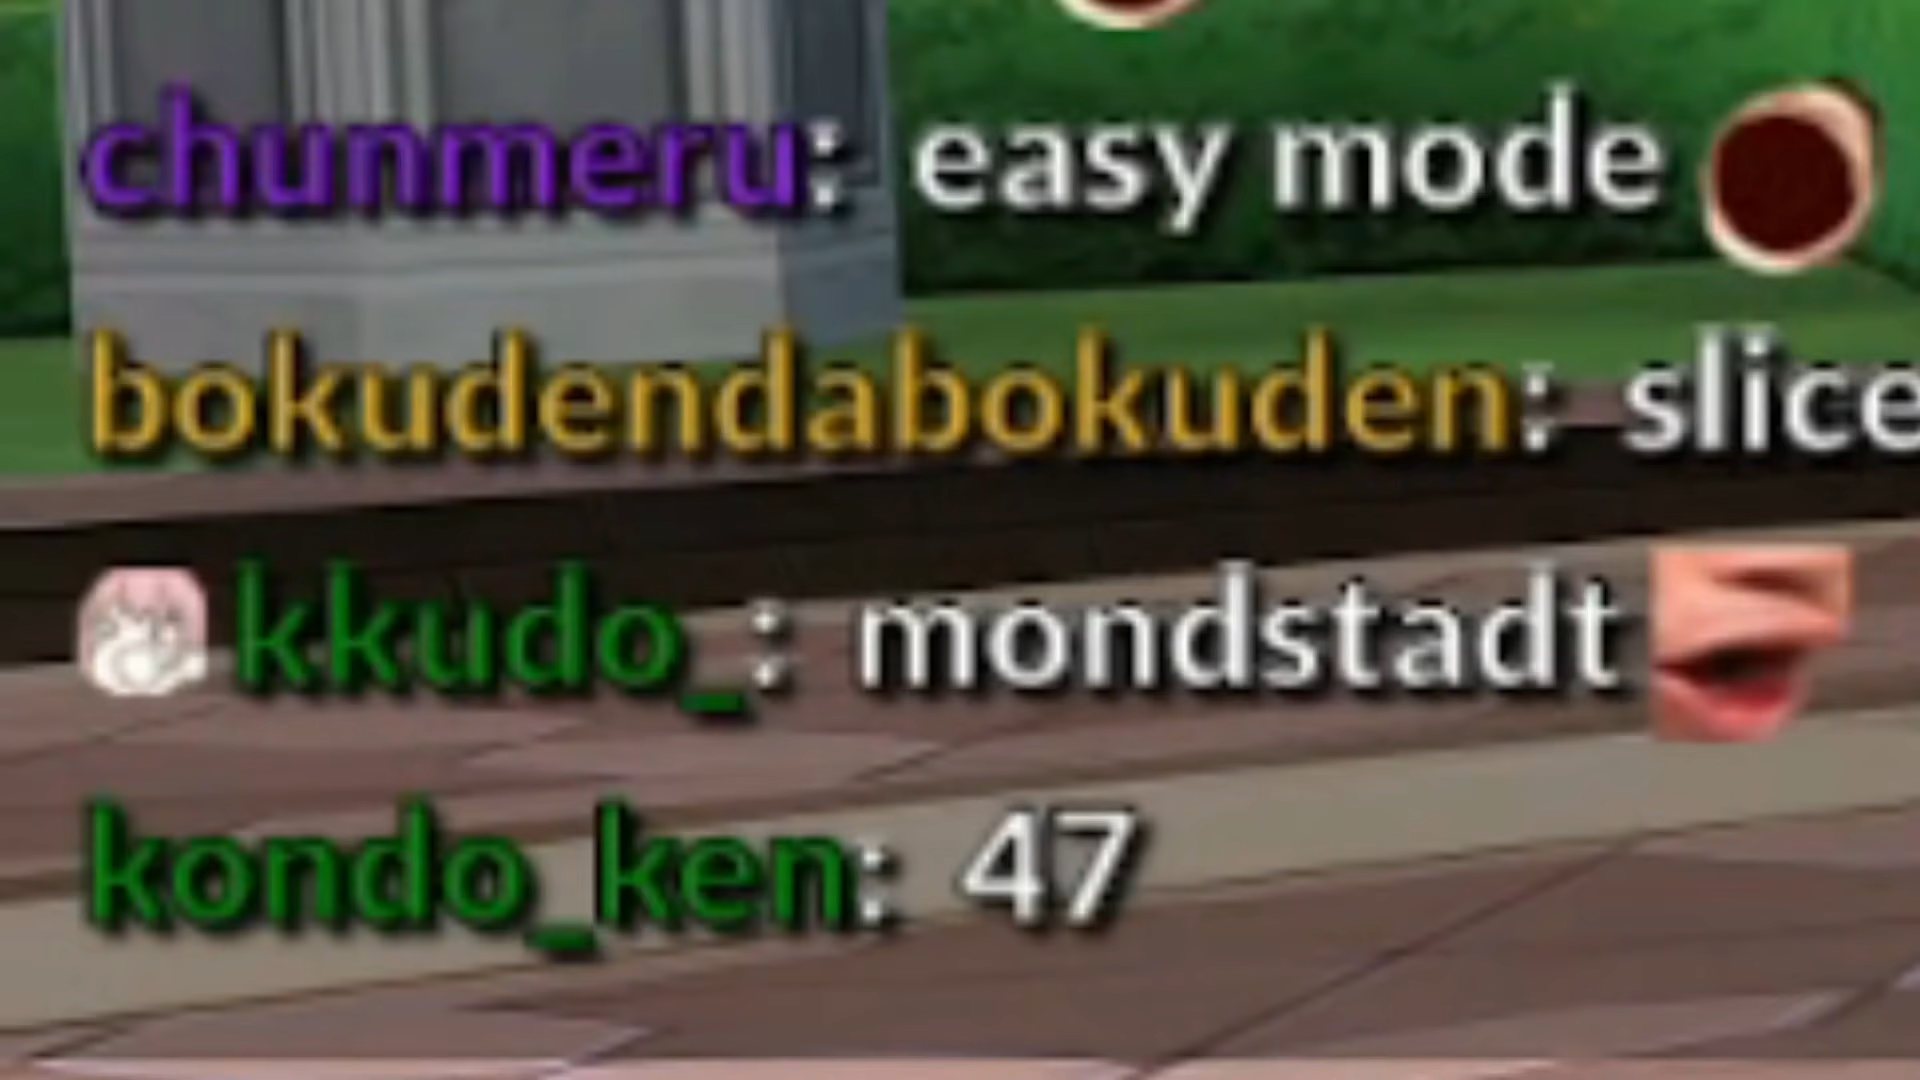 chunmeru: easy mode
bokudendabokuden: slice
kkudo_: mondstadt
kondo_ken: 47